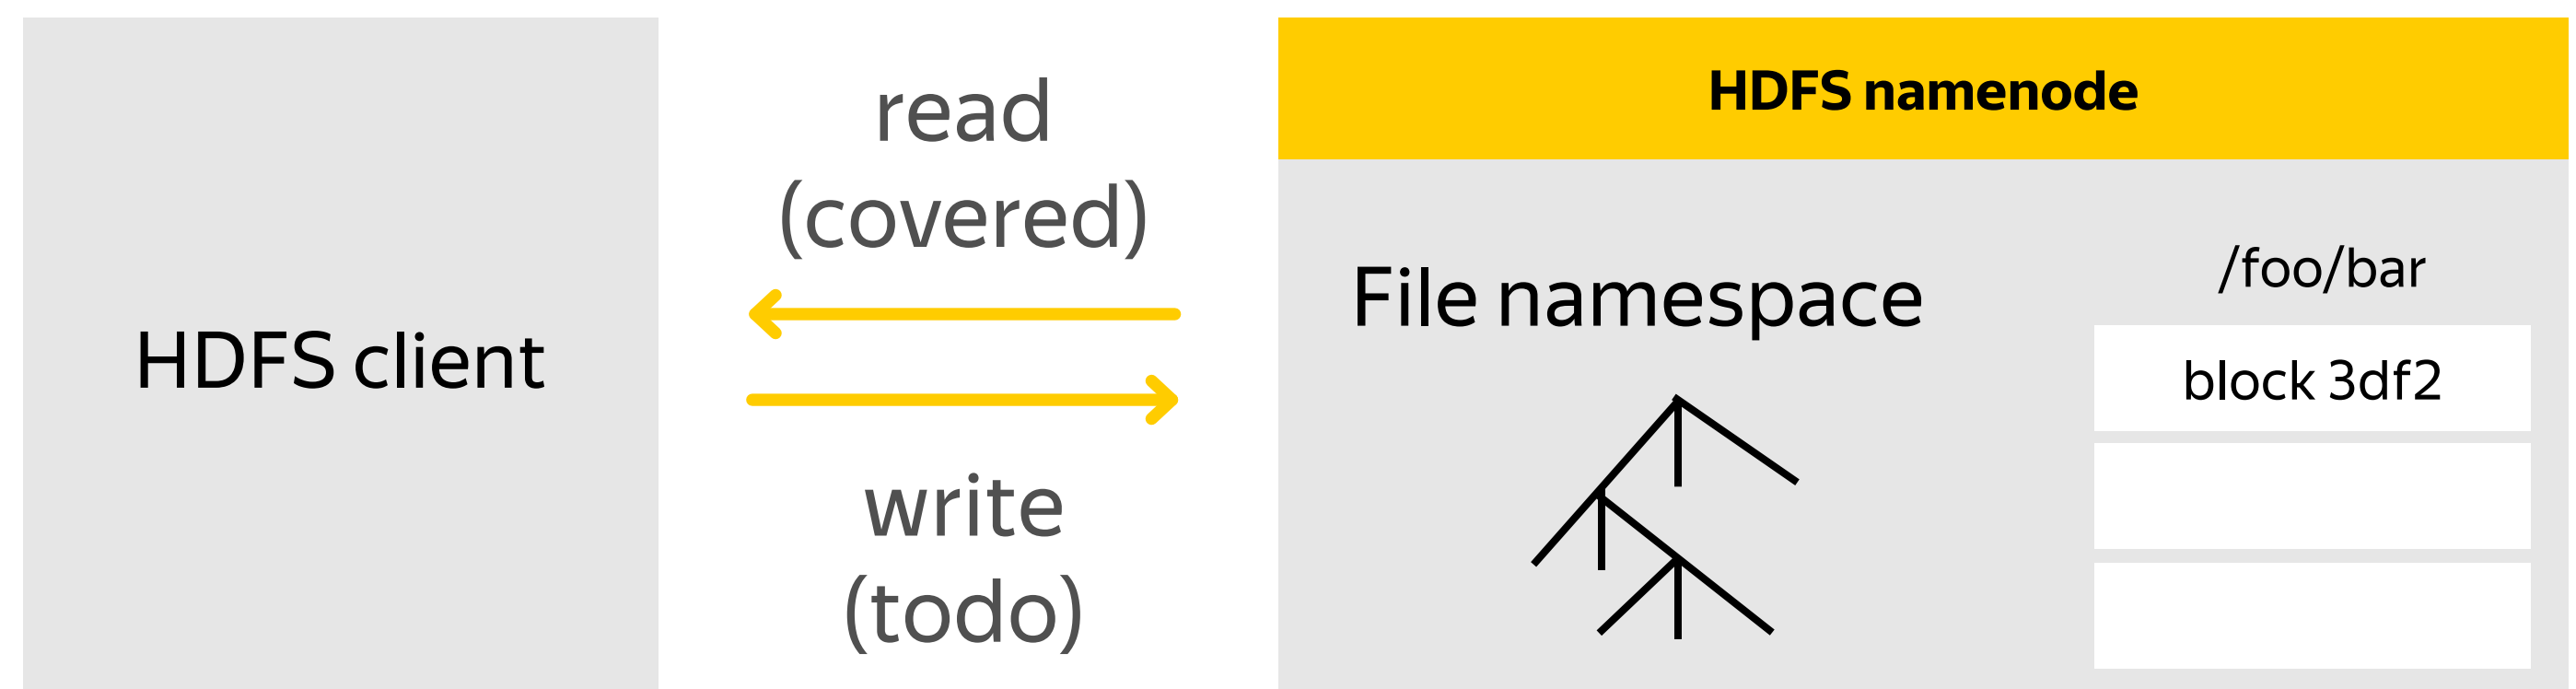 HDFS client
read
(covered)
write
(todo)
HDFS namenode
File namespace
/foo/bar
block 3df2